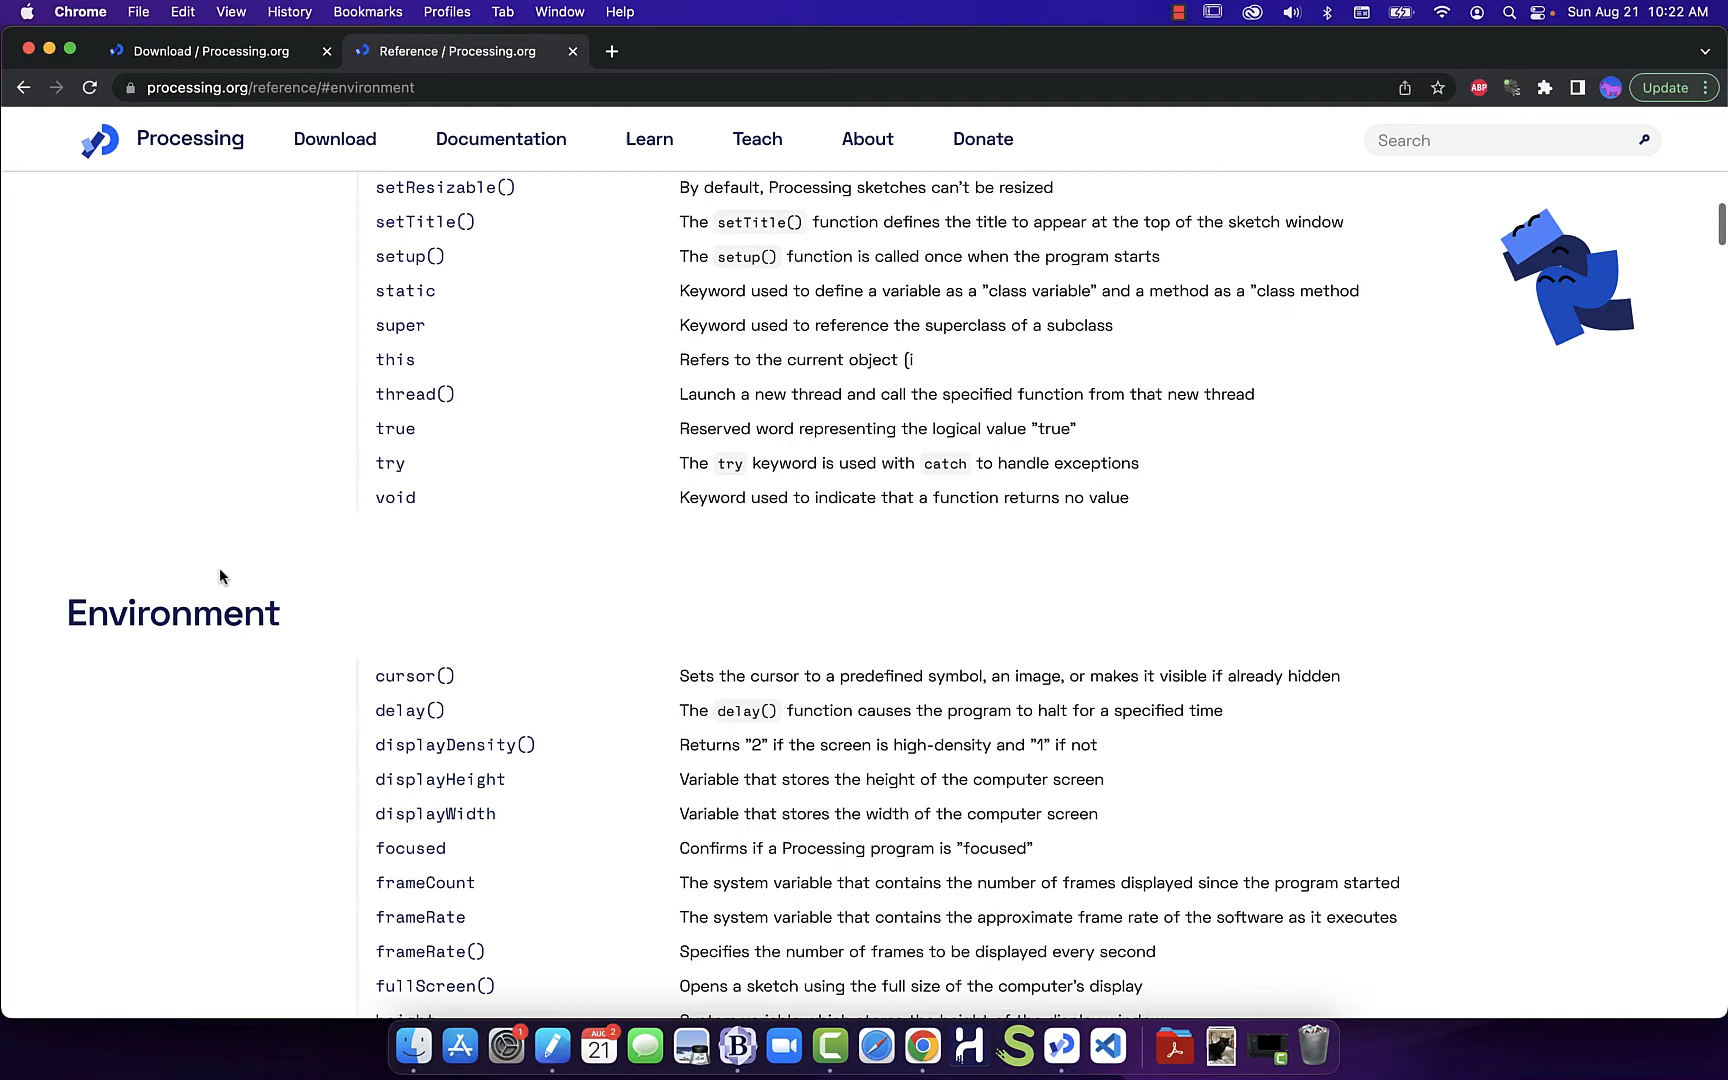 Chrome File Edit View History Bookmarks Profiles Tab Window Help Sun Aug 21 10:22 AM
Download / Processing.org Reference / Processing.org
processing.org/reference/#environment ABP Update
Processing Download Documentation Learn Teach About Donate Search
setResizable() By default, Processing sketches can't be resized
setTitle() The setTitle() function defines the title to appear at the top of the sketch window
setup() The setup() function is called once when the program starts
static Keyword used to define a variable as a "class variable" and a method as a "class method
super Keyword used to reference the superclass of a subclass
this Refers to the current object (i
thread() Launch a new thread and call the specified function from that new thread
true Reserved word representing the logical value "true"
try The try keyword is used with catch to handle exceptions
void Keyword used to indicate that a function returns no value
Environment
cursor() Sets the cursor to a predefined symbol, an image, or makes it visible if already hidden
delay() The delay() function causes the program to halt for a specified time
displayDensity() Returns "2" if the screen is high-density and "1" if not
displayHeight Variable that stores the height of the computer screen
displayWidth Variable that stores the width of the computer screen
focused Confirms if a Processing program is "focused"
frameCount The system variable that contains the number of frames displayed since the program started
frameRate The system variable that contains the approximate frame rate of the software as it executes
frameRate() Specifies the number of frames to be displayed every second
fullScreen() Opens a sketch using the full size of the computer's display
1 AUG 2 21